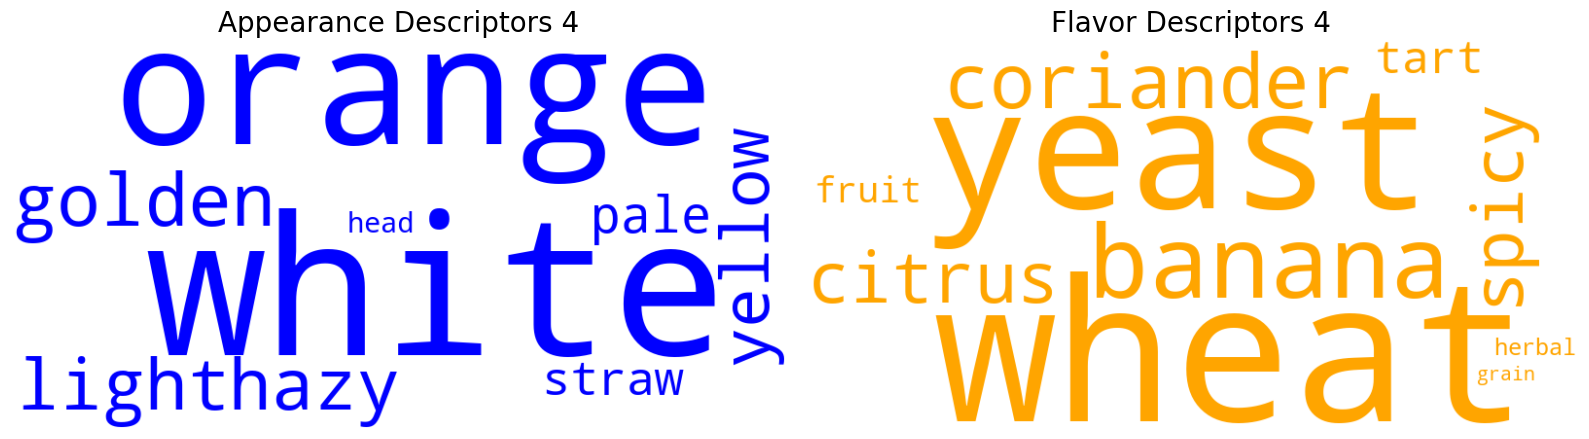 Appearance Descriptors 4
orange
golden
head
pale
yellow
white
lighthazy
straw
Flavor Descriptors 4
coriander
tart
yeast
fruit
spicy
citrus
banana
wheat
herbal
grain